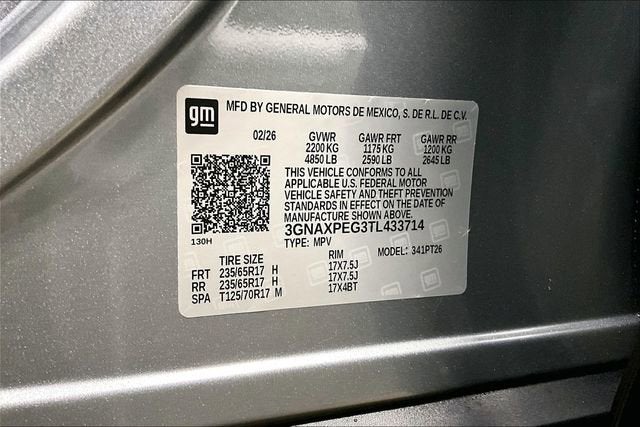 gm MFD BY GENERAL MOTORS DE MEXICO, S. DE R.L. DE C.V.
02/26 GVWR GAWR FRT GAWR RR
2200 KG 1175 KG 1200 KG
4850 LB 2590 LB 2645 LB
THIS VEHICLE CONFORMS TO ALL
APPLICABLE U.S. FEDERAL MOTOR
VEHICLE SAFETY AND THEFT PREVENTION
STANDARDS IN EFFECT ON THE DATE OF
MANUFACTURE SHOWN ABOVE.
3GNAXPEG3TL433714
130H
TYPE: MPV MODEL: 341PT26
TIRE SIZE RIM
FRT 235/65R17 H 17X7.5J
RR 235/65R17 H 17X7.5J
SPA T125/70R17 M 17X4BT